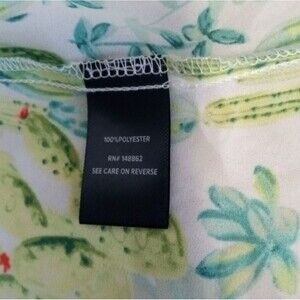 100%POLYESTER
RN# 148862
SEE CARE ON REVERSE